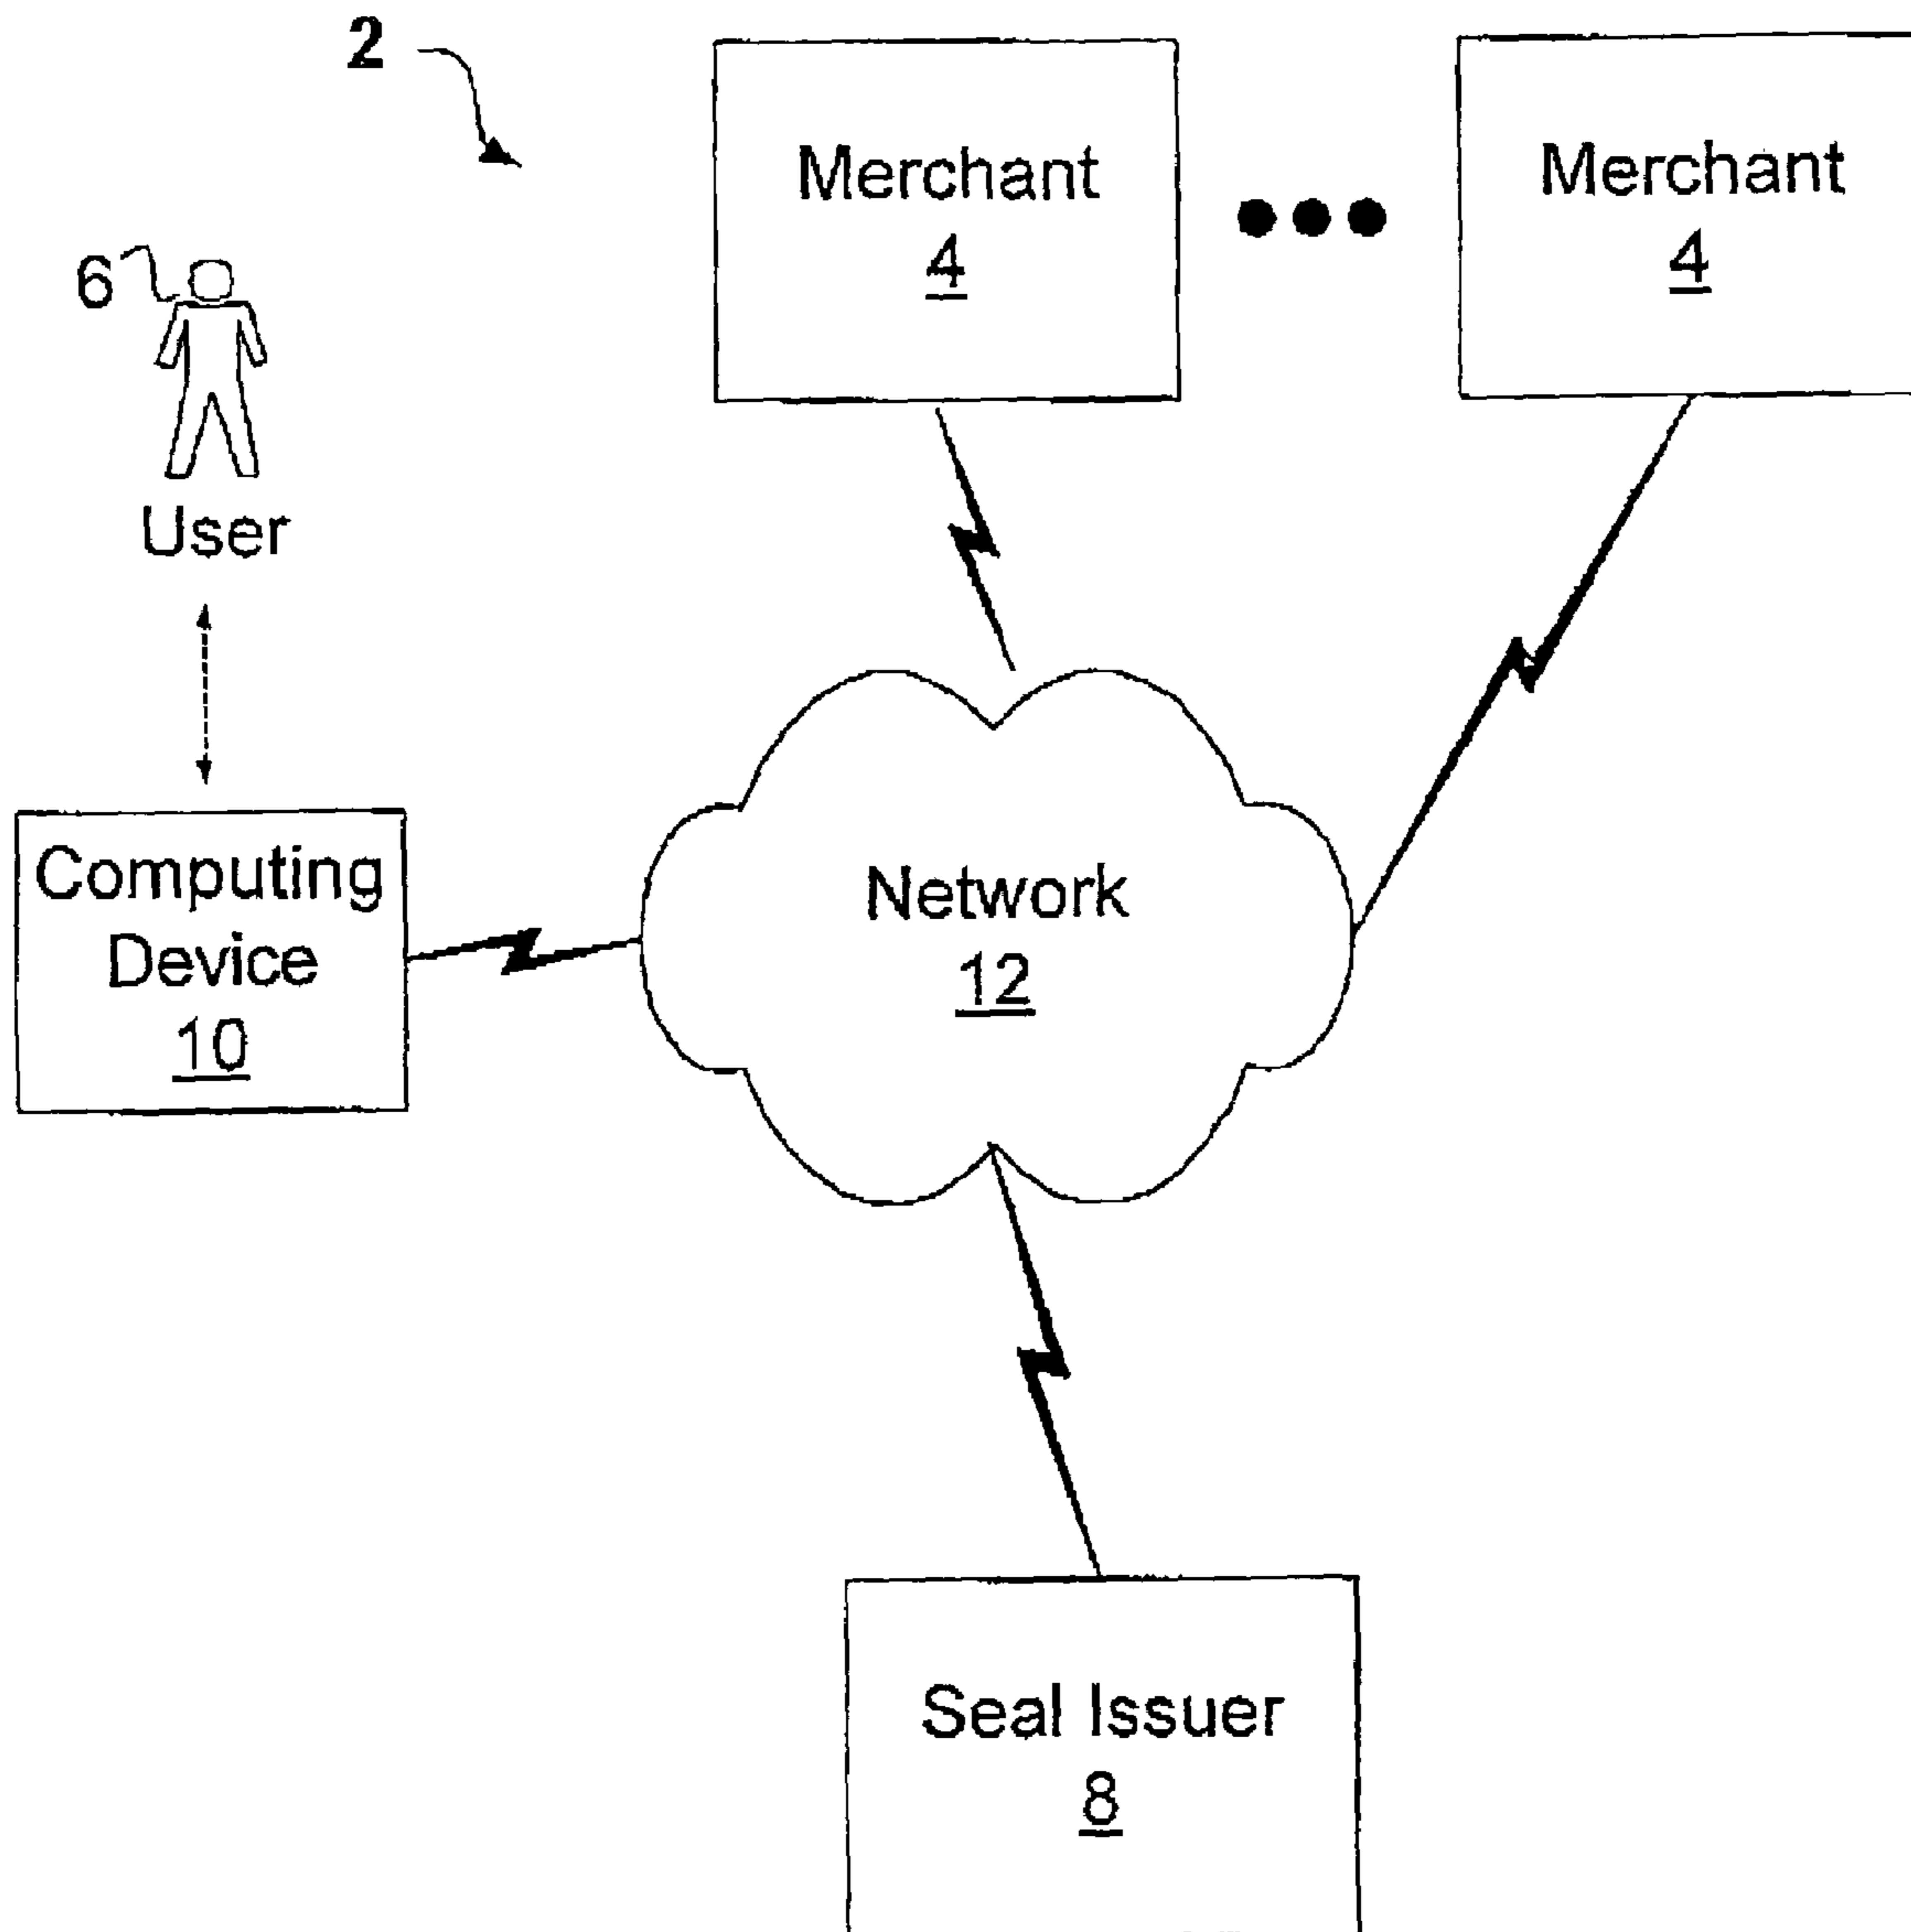 2
Merchant
4
Merchant
4
6
User
Computing
Device
10
Network
12
Seal Issuer
8